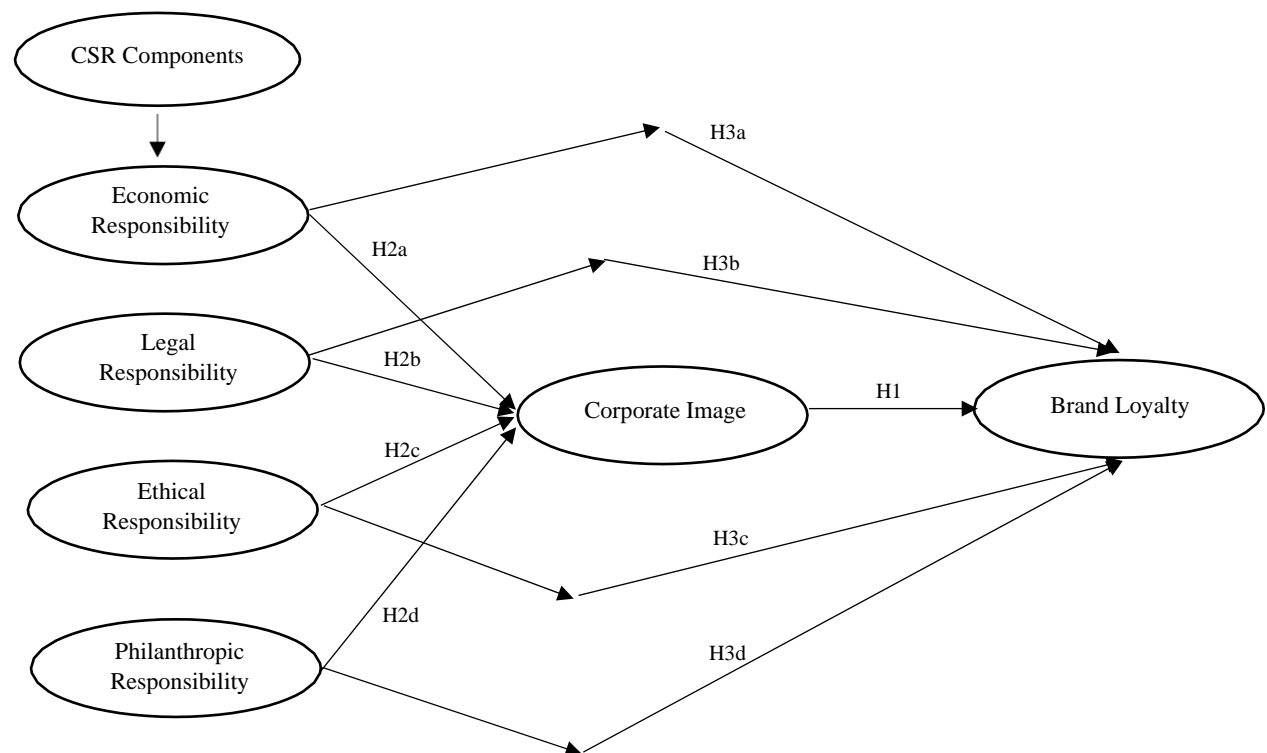 CSR Components
Economic
Responsibility
H3a
H2a
H3b
Legal
Responsibility
H2b
Corporate Image
H1
Brand Loyalty
H2c
Ethical
Responsibility
H3c
H2d
Philanthropic
Responsibility
H3d